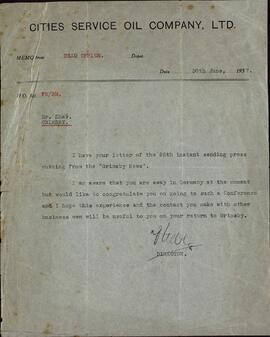 CITIES SERVICE OIL COMPANY, LTD.
MEMO from HEAD OFFICE. Dept.
Date 30th June, 1937.
Mr. Shaw.
GRIMSBY.
I have your letter of the 28th instant sending press
cutting from the "Grimsby News".
I am aware that you are away in Germany at the moment
but would like to congratulate you on going to such a Conference
and I hope this experience and the contact you make with other
business men will be useful to you on your return to Grimsby.
DIRECTOR.